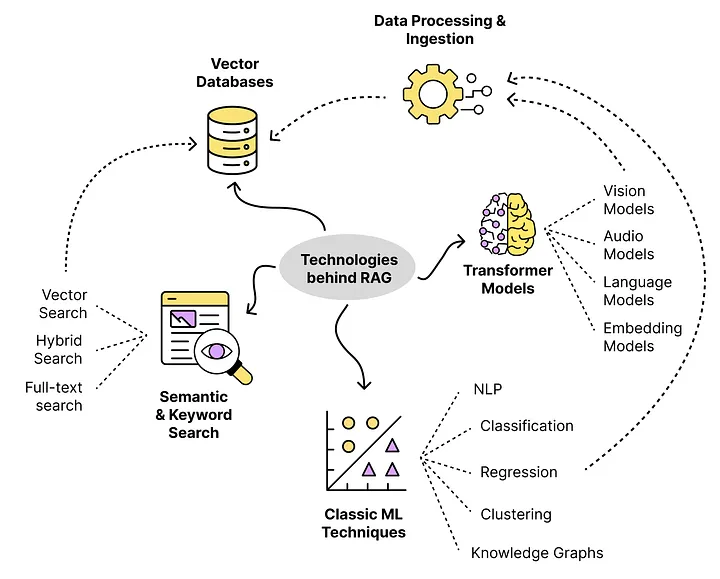 Data Processing &
Ingestion
Vector
Databases
Technologies
behind RAG
Transformer
Models
Vision
Models
Audio
Models
Language
Models
Embedding
Models
Vector
Search
Hybrid
Search
Full-text
search
Semantic
& Keyword
Search
Classic ML
Techniques
NLP
Classification
Regression
Clustering
Knowledge Graphs